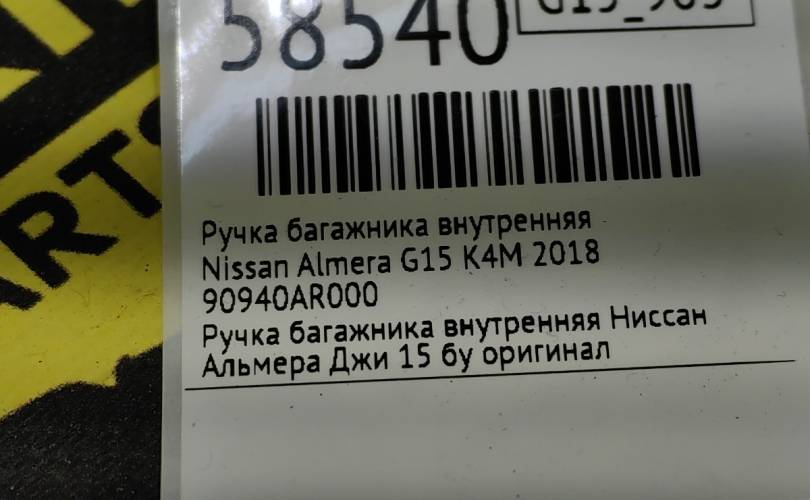 58540
Ручка багажника внутренняя
Nissan Almera G15 K4M 2018
90940AR000
Ручка багажника внутренняя Ниссан
Альмера Джи 15 бу оригинал